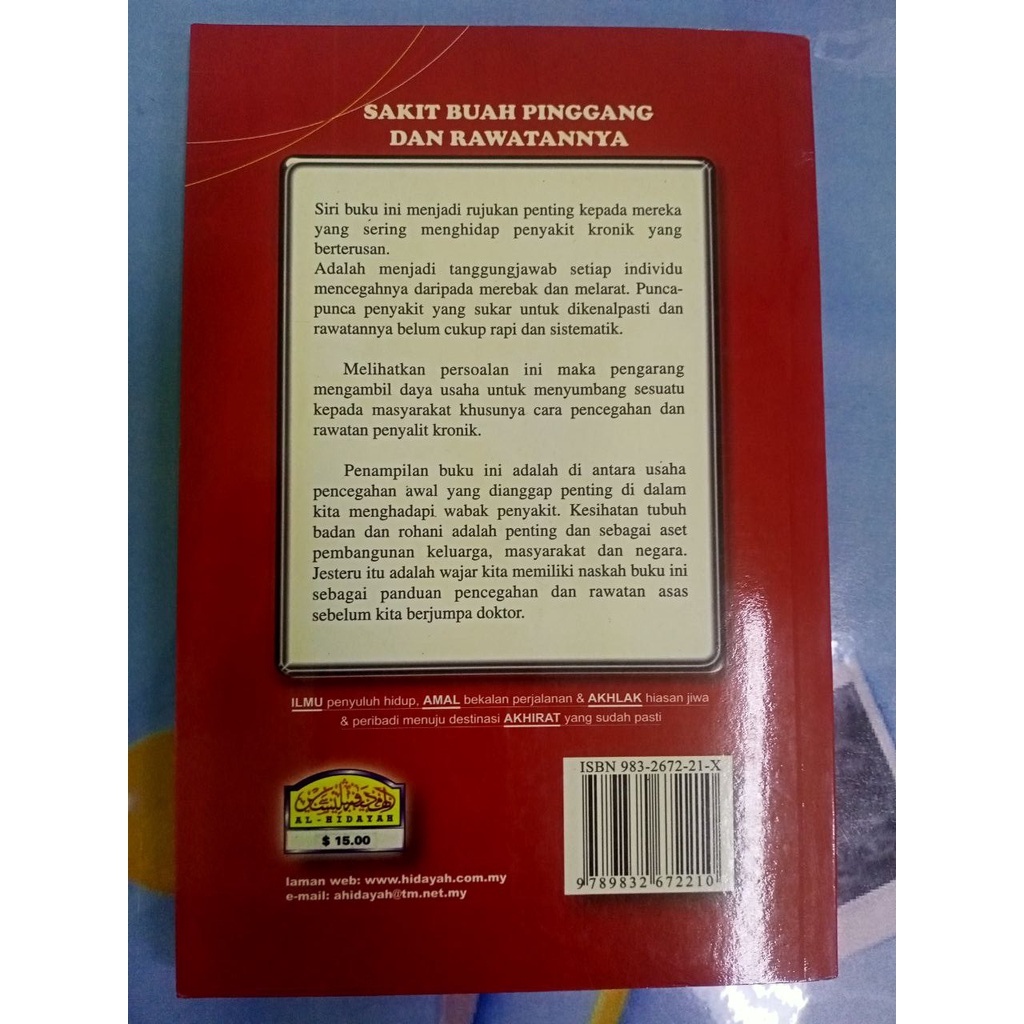 SAKIT BUAH PINGGANG
DAN RAWATANNYA
Siri buku ini menjadi rujukan penting kepada mereka
yang sering menghidap penyakit kronik yang
berterusan.
Adalah menjadi tanggungjawab setiap individu
mencegahnya daripada merebak dan melarat. Punca-
punca penyakit yang sukar untuk dikenalpasti dan
rawatannya belum cukup rapi dan sistematik.
Melihatkan persoalan ini maka pengarang
mengambil daya usaha untuk menyumbang sesuatu
kepada masyarakat khusunya cara pencegahan dan
rawatan penyalit kronik.
Penampilan buku ini adalah di antara usaha
pencegahan awal yang dianggap penting di dalam
kita menghadapi wabak penyakit. Kesihatan tubuh
badan dan rohani adalah penting dan sebagai aset
pembangunan keluarga, masyarakat dan negara.
Jesteru itu adalah wajar kita memiliki naskah buku ini
sebagai panduan pencegahan dan rawatan asas
sebelum kita berjumpa doktor.
ILMU penyuluh hidup, AMAL bekalan perjalanan & AKHLAK hiasan jiwa
& peribadi menuju destinasi AKHIRAT yang sudah pasti
ISBN 983-2672-21-X
9 789832 672210
AL-HIDAYAH
$ 15.00
laman web: www.hidayah.com.my
e-mail: ahidayah@tm.net.my